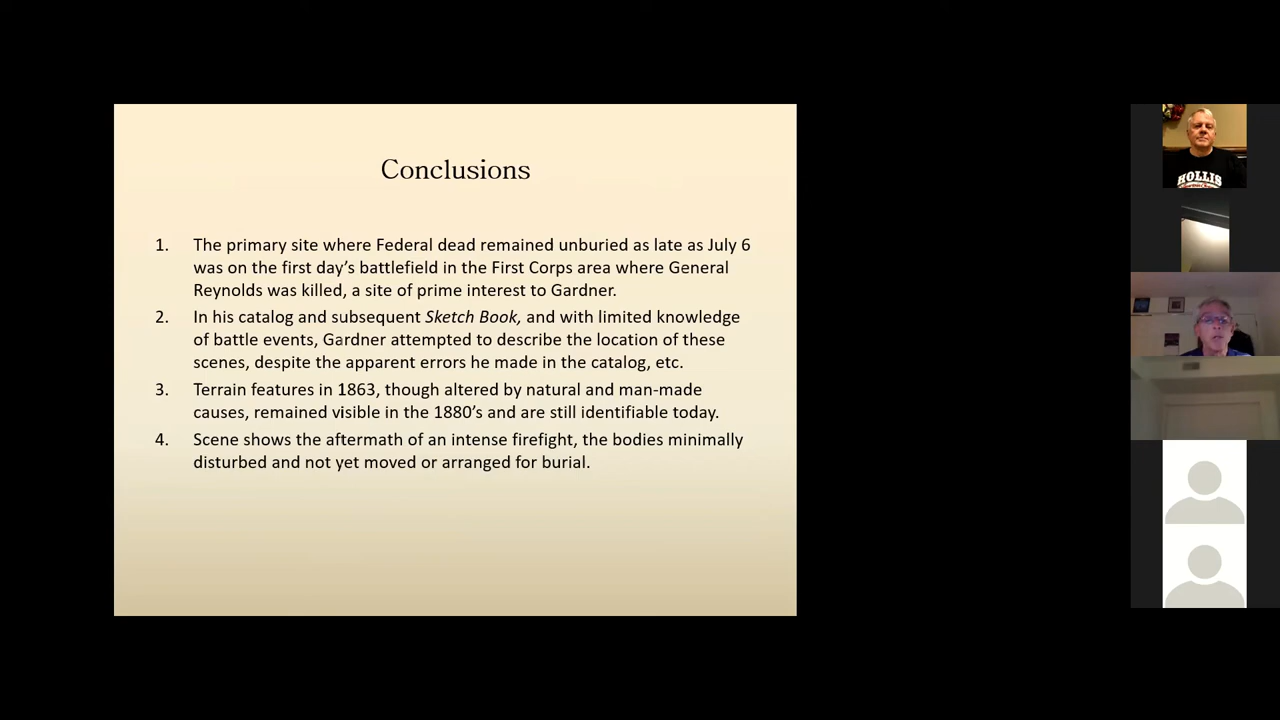 Conclusions
1. The primary site where Federal dead remained unburied as late as July 6
was on the first day's battlefield in the First Corps area where General
Reynolds was killed, a site of prime interest to Gardner.
2. In his catalog and subsequent Sketch Book, and with limited knowledge
of battle events, Gardner attempted to describe the location of these
scenes, despite the apparent errors he made in the catalog, etc.
3. Terrain features in 1863, though altered by natural and man-made
causes, remained visible in the 1880's and are still identifiable today.
4. Scene shows the aftermath of an intense firefight, the bodies minimally
disturbed and not yet moved or arranged for burial.
HOLLIS